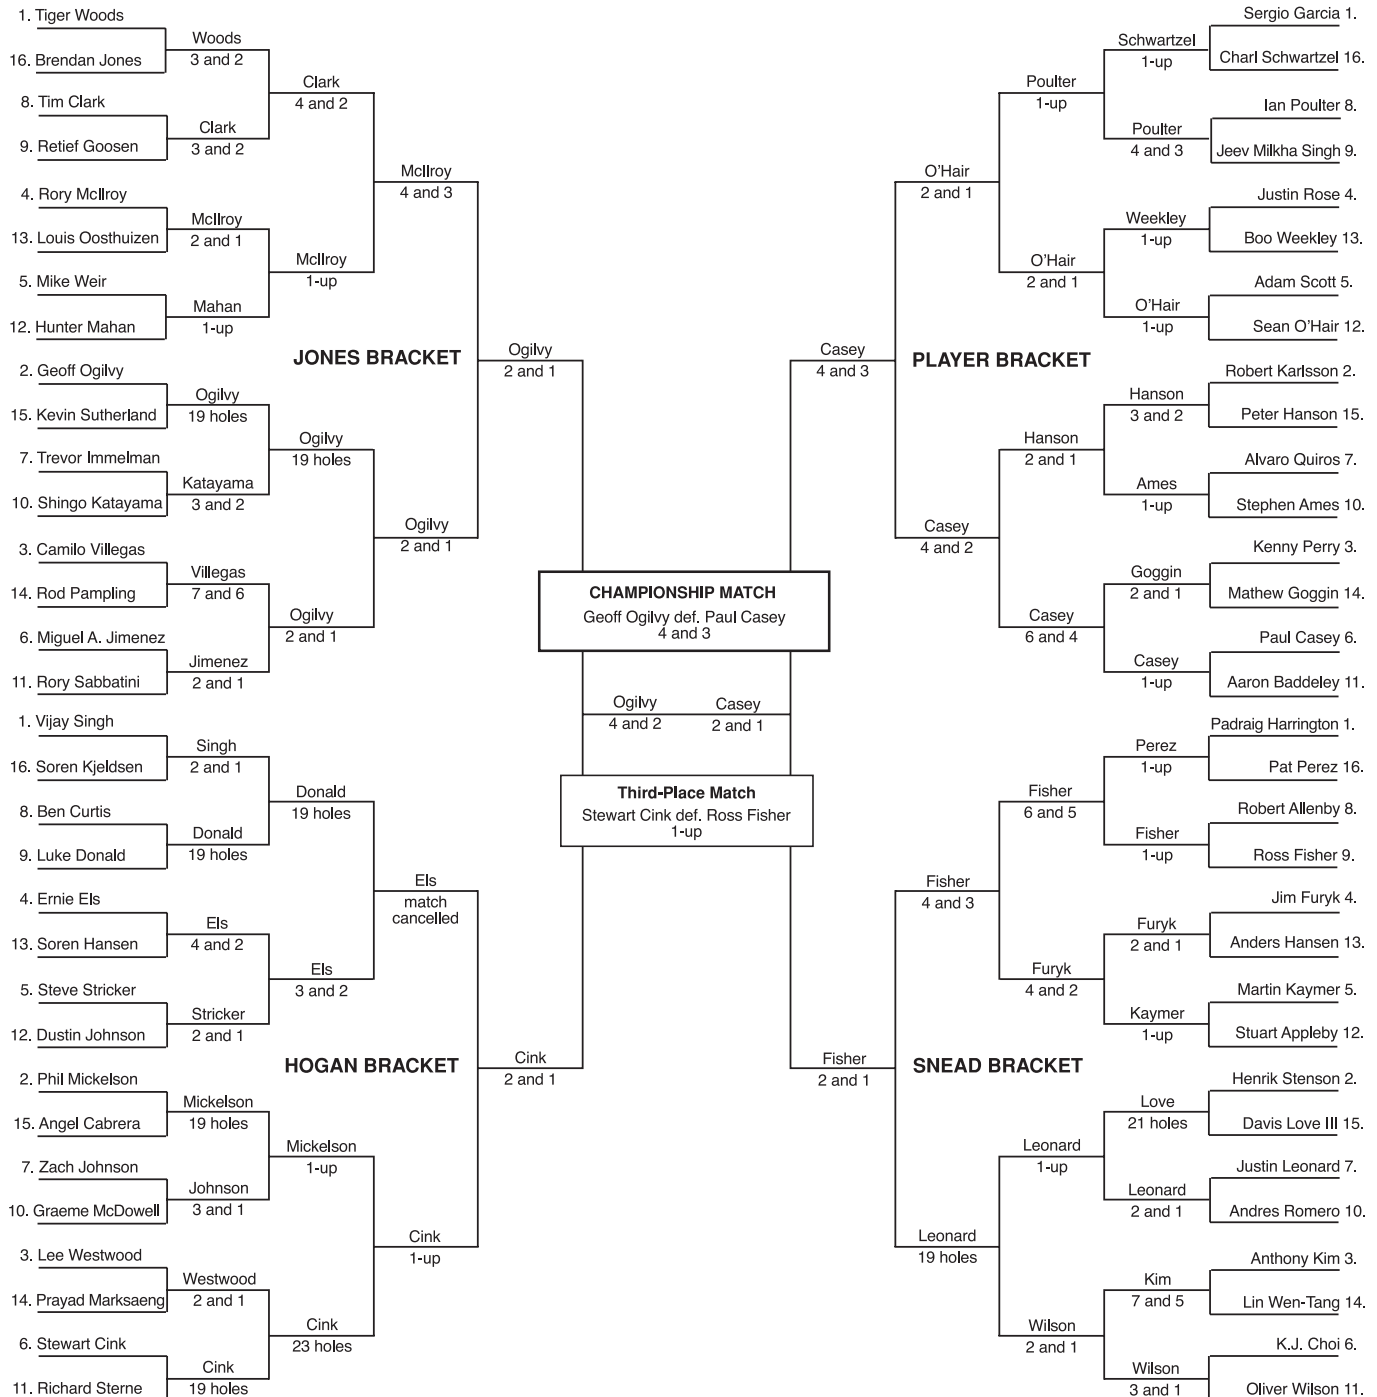 1. Tiger Woods
Woods
3 and 2
16. Brendan Jones
Clark
4 and 2
8. Tim Clark
Clark
3 and 2
9. Retief Goosen
McIlroy
4 and 3
4. Rory McIlroy
McIlroy
2 and 1
13. Louis Oosthuizen
McIlroy
1-up
5. Mike Weir
Mahan
1-up
12. Hunter Mahan
JONES BRACKET
Ogilvy
2 and 1
2. Geoff Ogilvy
Ogilvy
19 holes
15. Kevin Sutherland
Ogilvy
19 holes
7. Trevor Immelman
Katayama
3 and 2
10. Shingo Katayama
Ogilvy
2 and 1
3. Camilo Villegas
Villegas
7 and 6
14. Rod Pampling
Ogilvy
2 and 1
6. Miguel A. Jimenez
Jimenez
2 and 1
11. Rory Sabbatini
1. Vijay Singh
Singh
2 and 1
16. Soren Kjeldsen
Donald
19 holes
8. Ben Curtis
Donald
19 holes
9. Luke Donald
Els
match
cancelled
4. Ernie Els
Els
4 and 2
13. Soren Hansen
Els
3 and 2
5. Steve Stricker
Stricker
2 and 1
12. Dustin Johnson
HOGAN BRACKET
Cink
2 and 1
2. Phil Mickelson
Mickelson
19 holes
15. Angel Cabrera
Mickelson
1-up
7. Zach Johnson
Johnson
3 and 1
10. Graeme McDowell
Cink
1-up
3. Lee Westwood
Westwood
2 and 1
14. Prayad Marksaeng
Cink
23 holes
6. Stewart Cink
Cink
19 holes
11. Richard Sterne
CHAMPIONSHIP MATCH
Geoff Ogilvy def. Paul Casey
4 and 3
Ogilvy
4 and 2
Casey
2 and 1
Third-Place Match
Stewart Cink def. Ross Fisher
1-up
Sergio Garcia 1.
Schwartzel
1-up
Charl Schwartzel 16.
Poulter
1-up
Ian Poulter 8.
Poulter
4 and 3
Jeev Milkha Singh 9.
O'Hair
2 and 1
Justin Rose 4.
Weekley
1-up
Boo Weekley 13.
O'Hair
2 and 1
Adam Scott 5.
O'Hair
1-up
Sean O'Hair 12.
Casey
4 and 3
PLAYER BRACKET
Robert Karlsson 2.
Hanson
3 and 2
Peter Hanson 15.
Hanson
2 and 1
Alvaro Quiros 7.
Ames
1-up
Stephen Ames 10.
Casey
4 and 2
Kenny Perry 3.
Goggin
2 and 1
Mathew Goggin 14.
Casey
6 and 4
Paul Casey 6.
Casey
1-up
Aaron Baddeley 11.
Padraig Harrington 1.
Perez
1-up
Pat Perez 16.
Fisher
6 and 5
Robert Allenby 8.
Fisher
1-up
Ross Fisher 9.
Fisher
4 and 3
Jim Furyk 4.
Furyk
2 and 1
Anders Hansen 13.
Furyk
4 and 2
Martin Kaymer 5.
Kaymer
1-up
Stuart Appleby 12.
Fisher
2 and 1
SNEAD BRACKET
Henrik Stenson 2.
Love
21 holes
Davis Love III 15.
Leonard
1-up
Justin Leonard 7.
Leonard
2 and 1
Andres Romero 10.
Leonard
19 holes
Anthony Kim 3.
Kim
7 and 5
Lin Wen-Tang 14.
Wilson
2 and 1
K.J. Choi 6.
Wilson
3 and 1
Oliver Wilson 11.